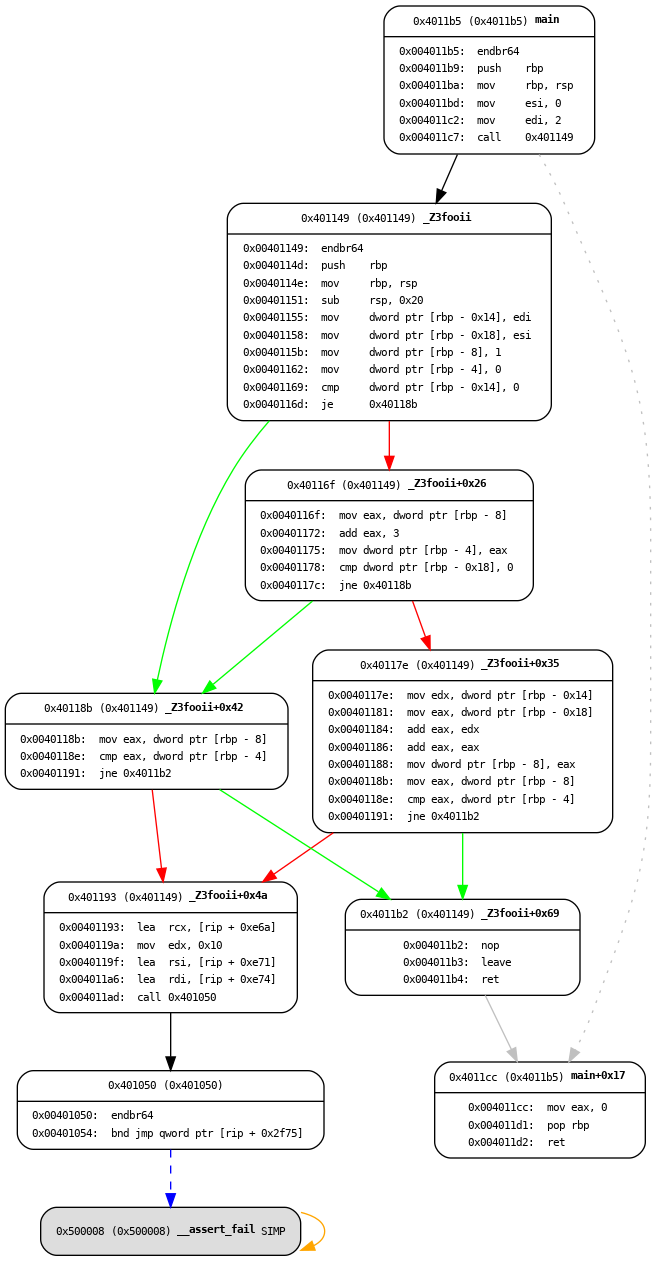 0x4011b5 (0x4011b5) main
0x004011b5: endbr64
0x004011b9: push rbp
0x004011ba: mov rbp, rsp
0x004011bd: mov esi, 0
0x004011c2: mov edi, 2
0x004011c7: call 0x401149
0x401149 (0x401149) _Z3fooii
0x00401149: endbr64
0x0040114d: push rbp
0x0040114e: mov rbp, rsp
0x00401151: sub rsp, 0x20
0x00401155: mov dword ptr [rbp - 0x14], edi
0x00401158: mov dword ptr [rbp - 0x18], esi
0x0040115b: mov dword ptr [rbp - 8], 1
0x00401162: mov dword ptr [rbp - 4], 0
0x00401169: cmp dword ptr [rbp - 0x14], 0
0x0040116d: je 0x40118b
0x40116f (0x401149) _Z3fooii+0x26
0x0040116f: mov eax, dword ptr [rbp - 8]
0x00401172: add eax, 3
0x00401175: mov dword ptr [rbp - 4], eax
0x00401178: cmp dword ptr [rbp - 0x18], 0
0x0040117c: jne 0x40118b
0x40117e (0x401149) _Z3fooii+0x35
0x0040117e: mov edx, dword ptr [rbp - 0x14]
0x00401181: mov eax, dword ptr [rbp - 0x18]
0x00401184: add eax, edx
0x00401186: add eax, eax
0x00401188: mov dword ptr [rbp - 8], eax
0x0040118b: mov eax, dword ptr [rbp - 8]
0x0040118e: cmp eax, dword ptr [rbp - 4]
0x00401191: jne 0x4011b2
0x40118b (0x401149) _Z3fooii+0x42
0x0040118b: mov eax, dword ptr [rbp - 8]
0x0040118e: cmp eax, dword ptr [rbp - 4]
0x00401191: jne 0x4011b2
0x401193 (0x401149) _Z3fooii+0x4a
0x00401193: lea rcx, [rip + 0xe6a]
0x0040119a: mov edx, 0x10
0x0040119f: lea rsi, [rip + 0xe71]
0x004011a6: lea rdi, [rip + 0xe74]
0x004011ad: call 0x401050
0x4011b2 (0x401149) _Z3fooii+0x69
0x004011b2: nop
0x004011b3: leave
0x004011b4: ret
0x401050 (0x401050)
0x00401050: endbr64
0x00401054: bnd jmp qword ptr [rip + 0x2f75]
0x4011cc (0x4011b5) main+0x17
0x004011cc: mov eax, 0
0x004011d1: pop rbp
0x004011d2: ret
0x500008 (0x500008) __assert_fail SIMP